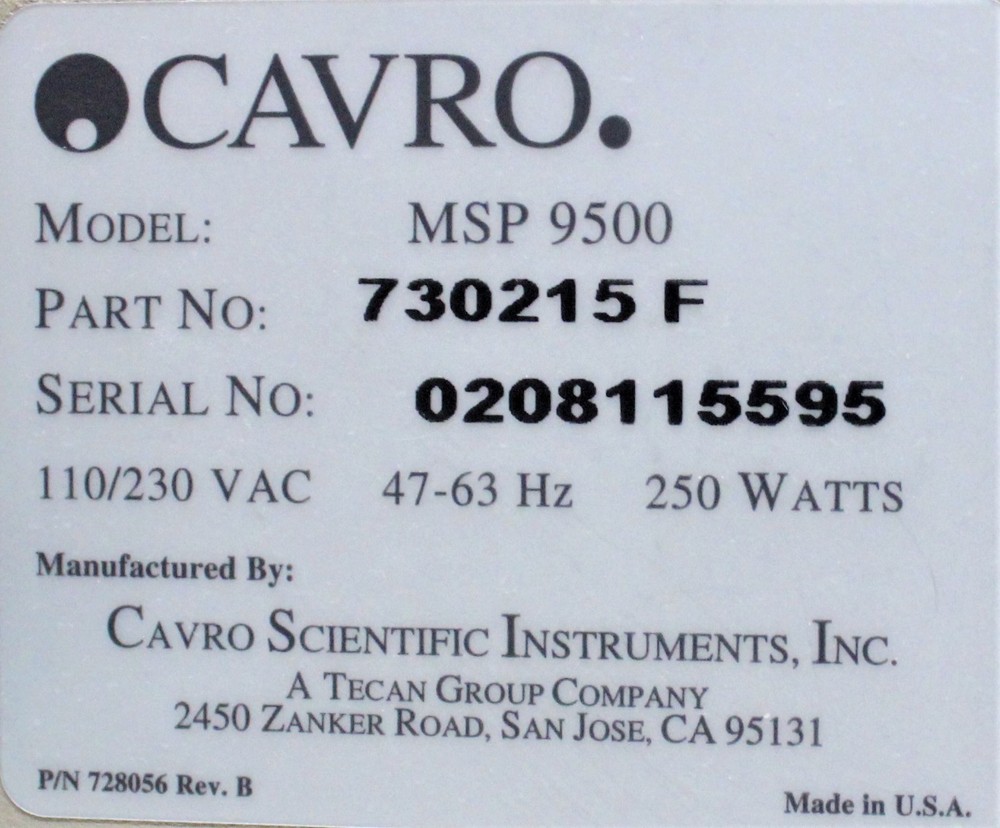 CAVRO.
MODEL: MSP 9500
PART NO: 730215 F
SERIAL NO: 0208115595
110/230 VAC 47-63 Hz 250 WATTS
Manufactured By:
CAVRO SCIENTIFIC INSTRUMENTS, INC.
A TECAN GROUP COMPANY
2450 ZANKER ROAD, SAN JOSE, CA 95131
P/N 728056 Rev. B
Made in U.S.A.